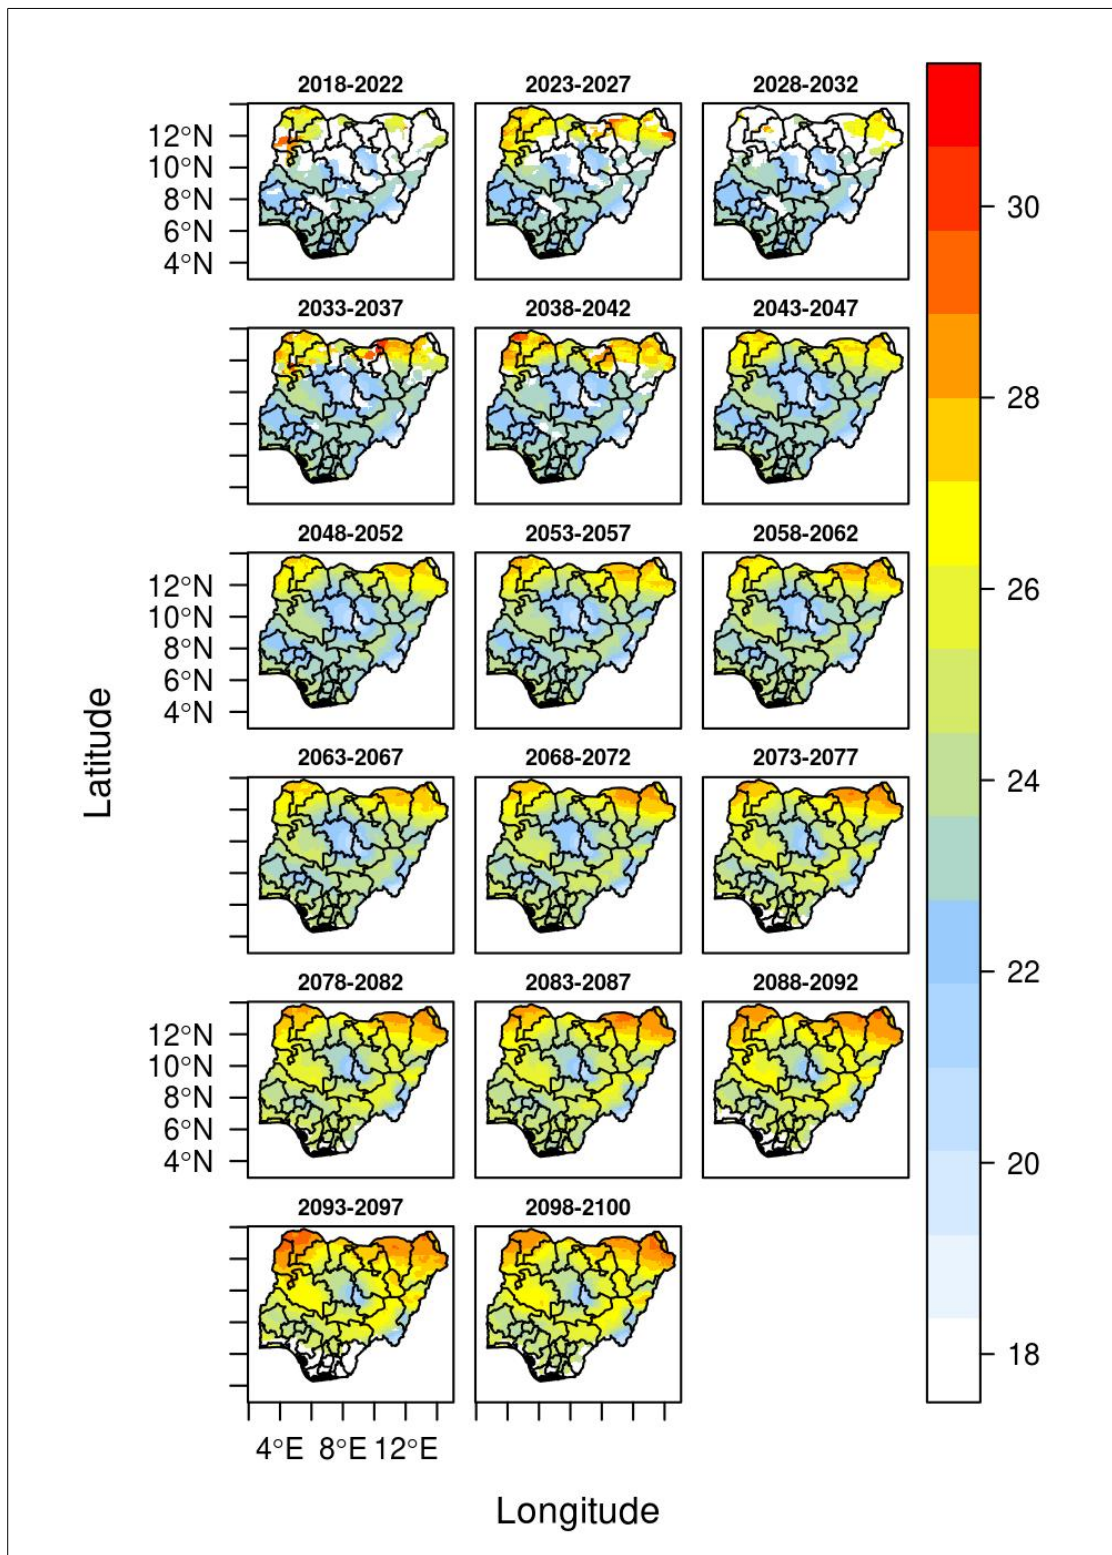 2018-2022 2023-2027 2028-2032
12°N
10°N
8°N
6°N
4°N
2033-2037 2038-2042 2043-2047
2048-2052 2053-2057 2058-2062
12°N
10°N
8°N
6°N
4°N
2063-2067 2068-2072 2073-2077
2078-2082 2083-2087 2088-2092
12°N
10°N
8°N
6°N
4°N
2093-2097 2098-2100
4°E 8°E 12°E
Latitude
Longitude
30
28
26
24
22
20
18